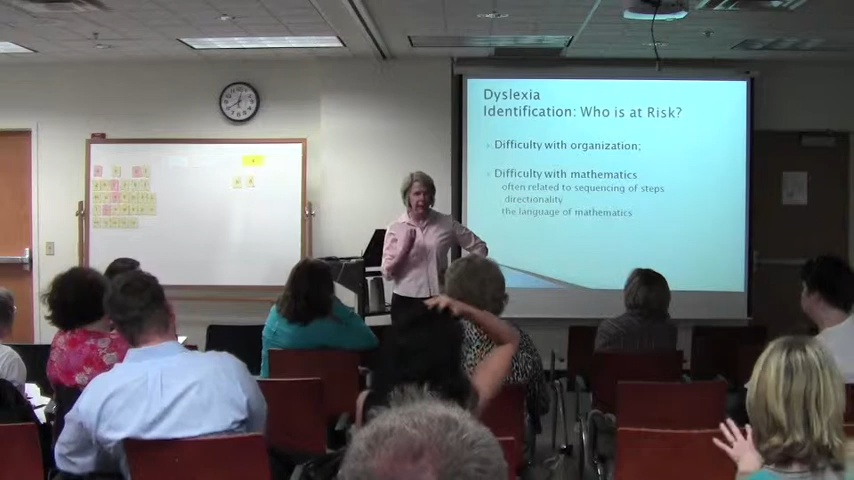 Dyslexia
Identification: Who is at Risk?
Difficulty with organization;
Difficulty with mathematics
often related to sequencing of steps
directionality
the language of mathematics